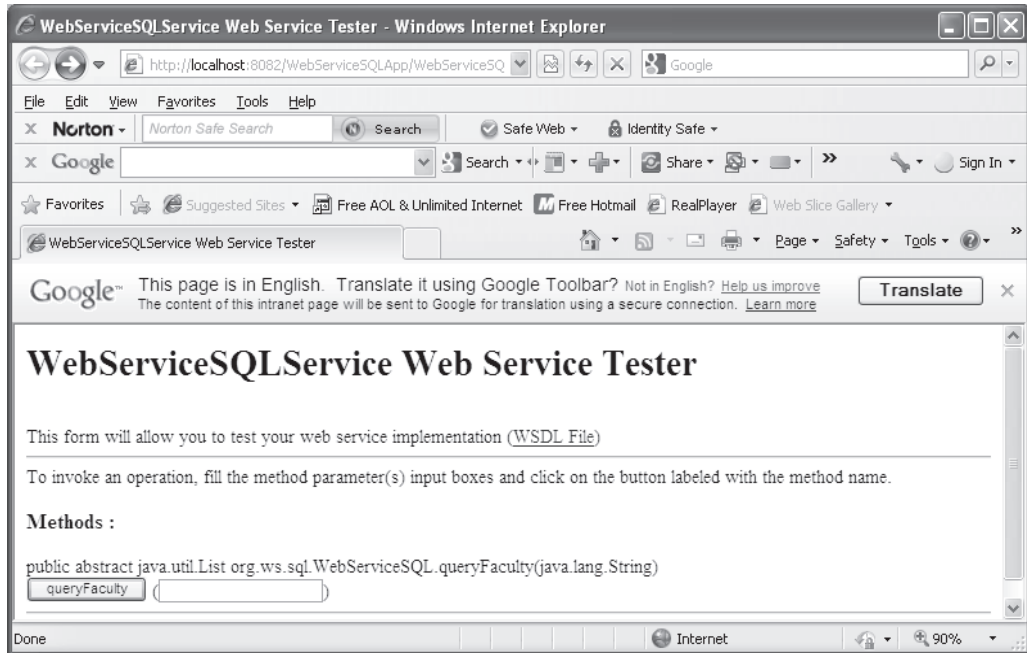 WebServiceSQLService Web Service Tester - Windows Internet Explorer
http://localhost:8082/WebServiceSQLApp/WebServiceSQ
Google
File Edit View Favorites Tools Help
x Norton Norton Safe Search Search Safe Web Identity Safe
x Google Search Share >> Sign In
Favorites Suggested Sites Free AOL & Unlimited Internet Free Hotmail RealPlayer Web Slice Gallery
WebServiceSQLService Web Service Tester Page Safety Tools >>
Google™ This page is in English. Translate it using Google Toolbar? Not in English? Help us improve Translate
The content of this intranet page will be sent to Google for translation using a secure connection. Learn more
WebServiceSQLService Web Service Tester
This form will allow you to test your web service implementation (WSDL File)
To invoke an operation, fill the method parameter(s) input boxes and click on the button labeled with the method name.
Methods :
public abstract java.util.List org.ws.sql.WebServiceSQL.queryFaculty(java.lang.String)
queryFaculty ( )
Done Internet 90%